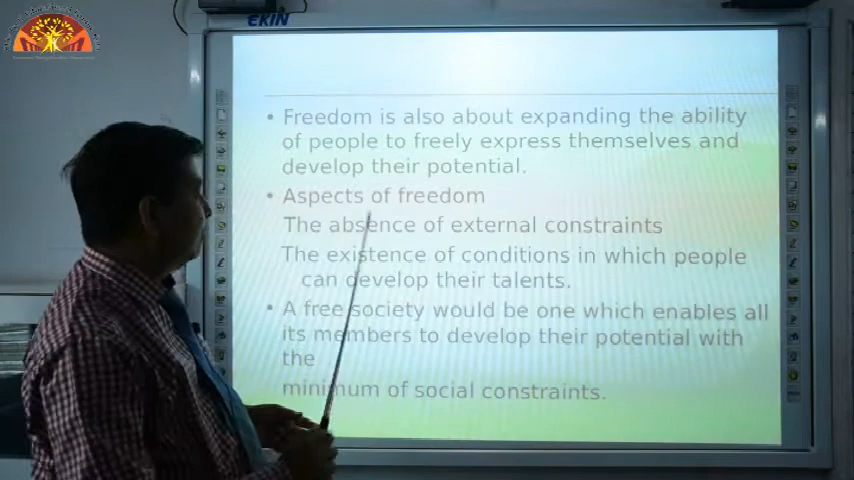 EKIN
• Freedom is also about expanding the ability
of people to freely express themselves and
develop their potential.
• Aspects of freedom
The absence of external constraints
The existence of conditions in which people
can develop their talents.
• A free society would be one which enables all
its members to develop their potential with
the
minimum of social constraints.